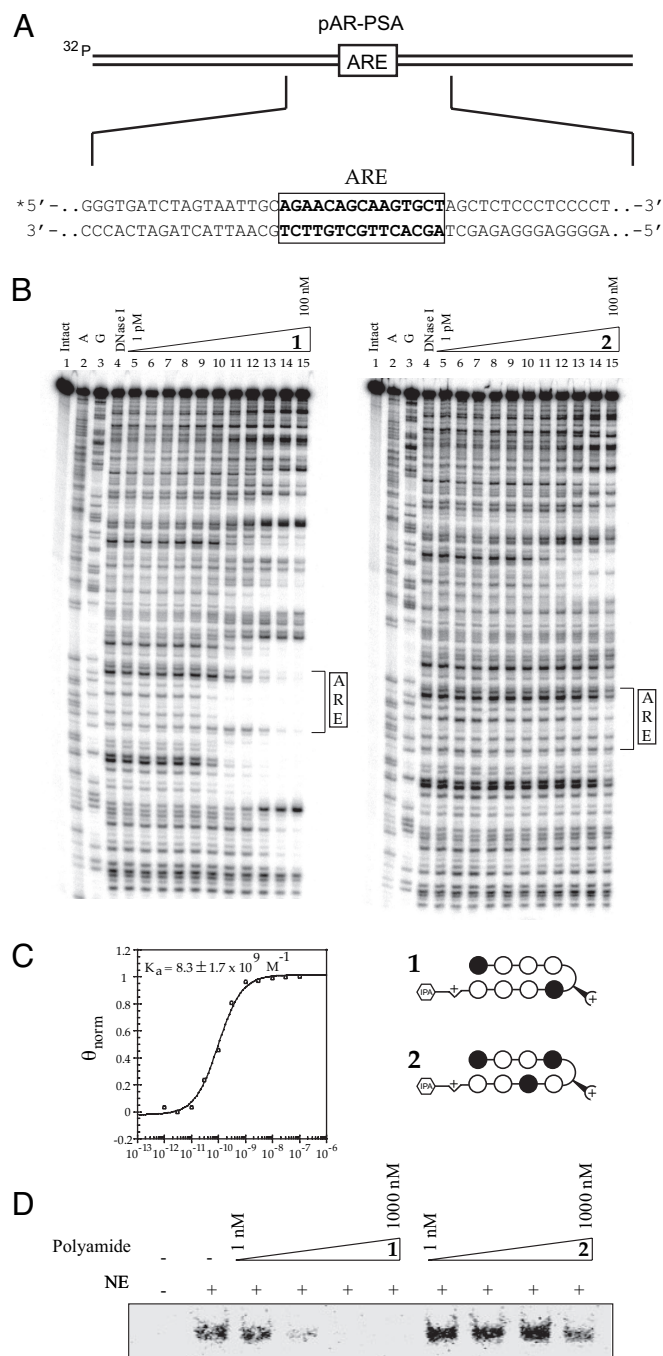 A
pAR-PSA
32P
ARE
ARE
*5′-..GGGTGATCTAGTAATTGCAGAACAGCAAGTGCTAGCTCTCCCTCCCCT..-3′
3′-..CCCACTAGATCATTAACGTCTTGTCGTTCACGATCGAGAGGGAGGGGA..-5′
B
Intact A G DNase I 1 pM 100 nM
1
1 2 3 4 5 6 7 8 9 10 11 12 13 14 15
ARE
Intact A G DNase I 1 pM 100 nM
2
1 2 3 4 5 6 7 8 9 10 11 12 13 14 15
ARE
C
Ka = 8.3 ± 1.7 x 10^9 M^-1
θnorm
1.2
1
0.8
0.6
0.4
0.2
0
-0.2
10^-13 10^-12 10^-11 10^-10 10^-9 10^-8 10^-7 10^-6
1
IPA + +
2
IPA + +
D
1 nM 1000 nM 1 nM 1000 nM
Polyamide - - 1 2
NE - + + + + + + + + +